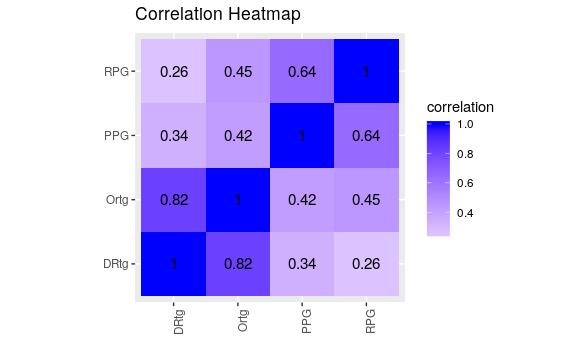 Correlation Heatmap
RPG 0.26 0.45 0.64 1
PPG 0.34 0.42 1 0.64
Ortg 0.82 1 0.42 0.45
DRtg 1 0.82 0.34 0.26
DRtg Ortg PPG RPG
correlation
1.0
0.8
0.6
0.4